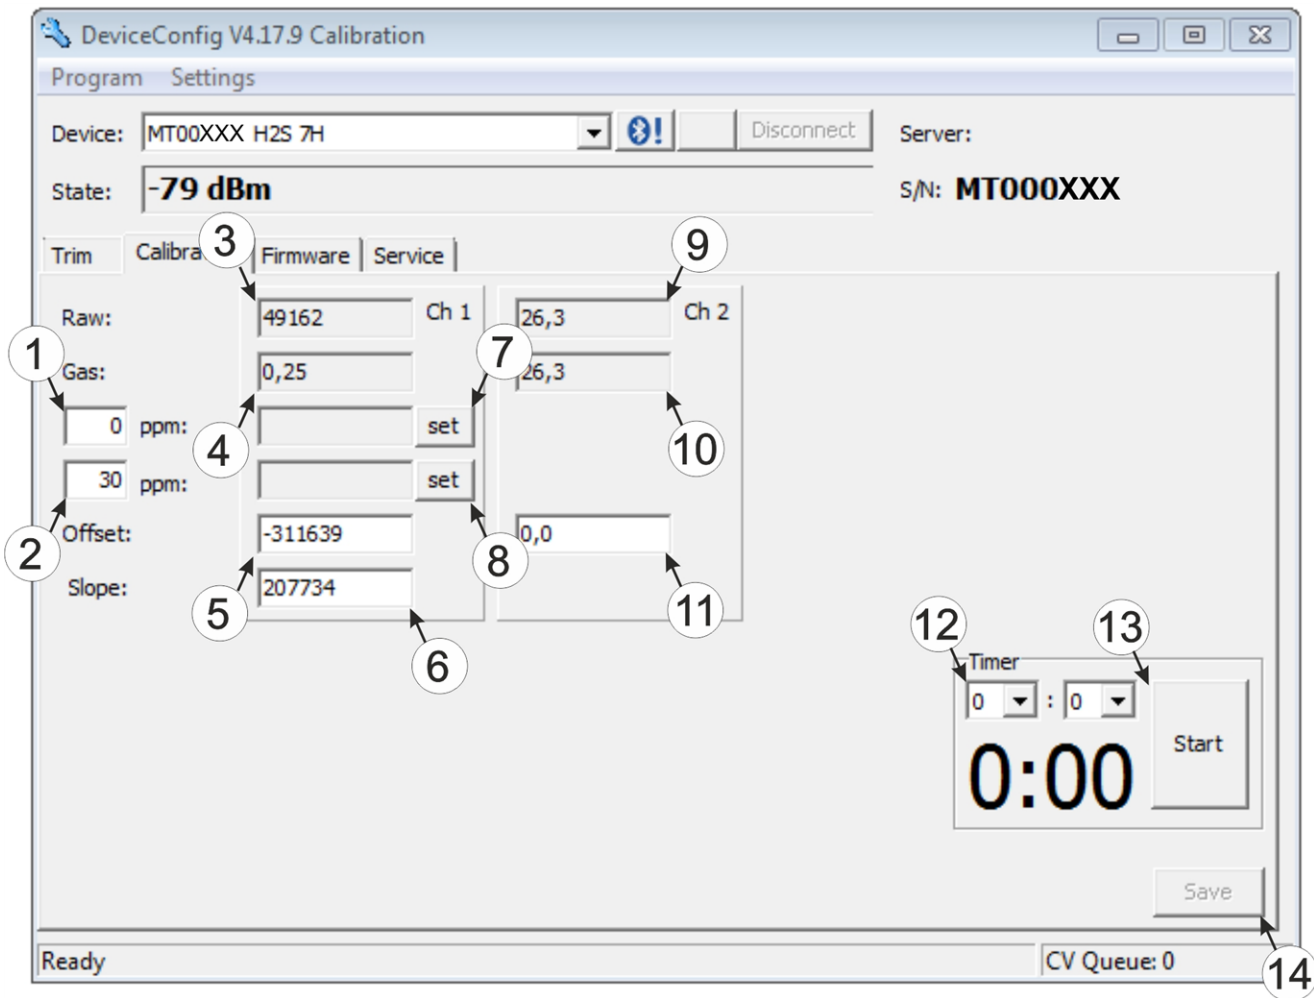 DeviceConfig V4.17.9 Calibration
Program Settings
Device: MT00XXX H2S 7H Disconnect Server:
State: -79 dBm S/N: MT000XXX
3 9
Trim Calibra Firmware Service
Raw: 49162 Ch 1 26,3 Ch 2
1 7
Gas: 0,25 26,3
0 ppm: set
4 10
30 ppm: set
2 8
Offset: -311639 0,0
Slope: 207734
5 11
12 13
6
Timer
0 : 0 Start
0:00
Save
Ready CV Queue: 0
14